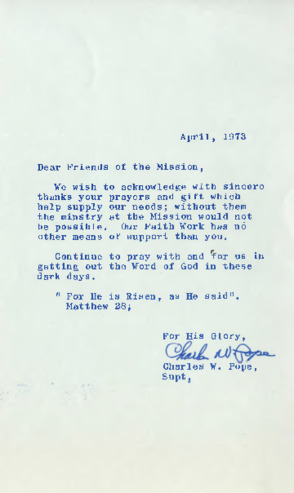 April, 1973
Dear Friends of the Mission,
We wish to acknowledge with sincere
thanks your prayers and gift which
help supply our needs; without them
the minstry at the Mission would not
be possible. Our Faith Work has no
other means of support than you.
Continue to pray with and for us in
getting out the Word of God in these
dark days.
" For He is Risen, as He said".
Matthew 28;
For His Glory,
Charles W. Pope
Charles W. Pope,
Supt,